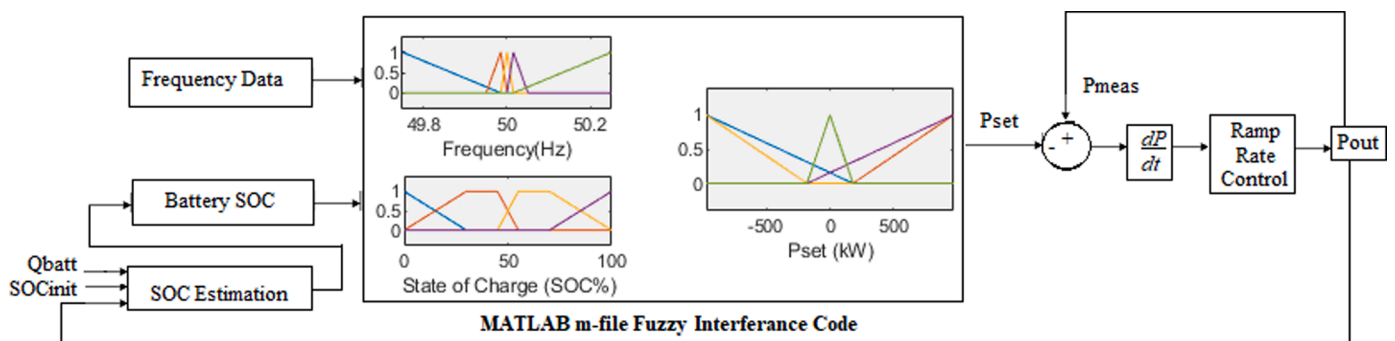 Frequency Data
Battery SOC
Qbatt
SOCinit
SOC Estimation
1
0.5
0
49.8 50 50.2
Frequency(Hz)
1
0.5
0
0 50 100
State of Charge (SOC%)
1
0.5
0
-500 0 500
Pset (kW)
MATLAB m-file Fuzzy Interferance Code
Pset
Pmeas
- +
dP
dt
Ramp
Rate
Control
Pout